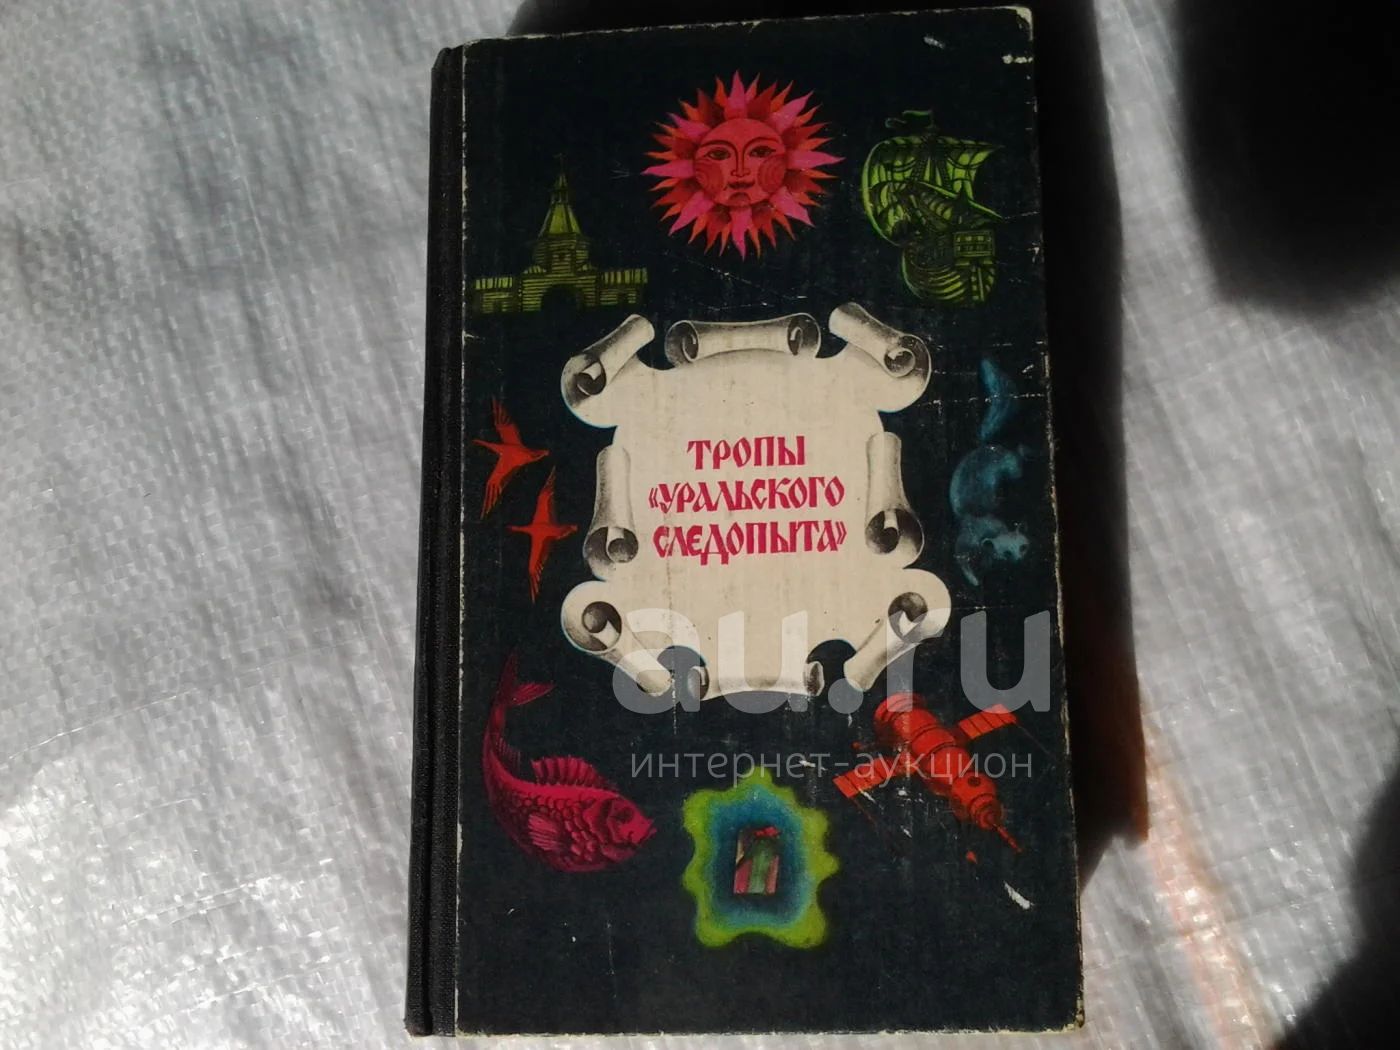 ТРОПЫ
«УРАЛЬСКОГО
СЛЕДОПЫТА»
au.ru
интернет-аукцион